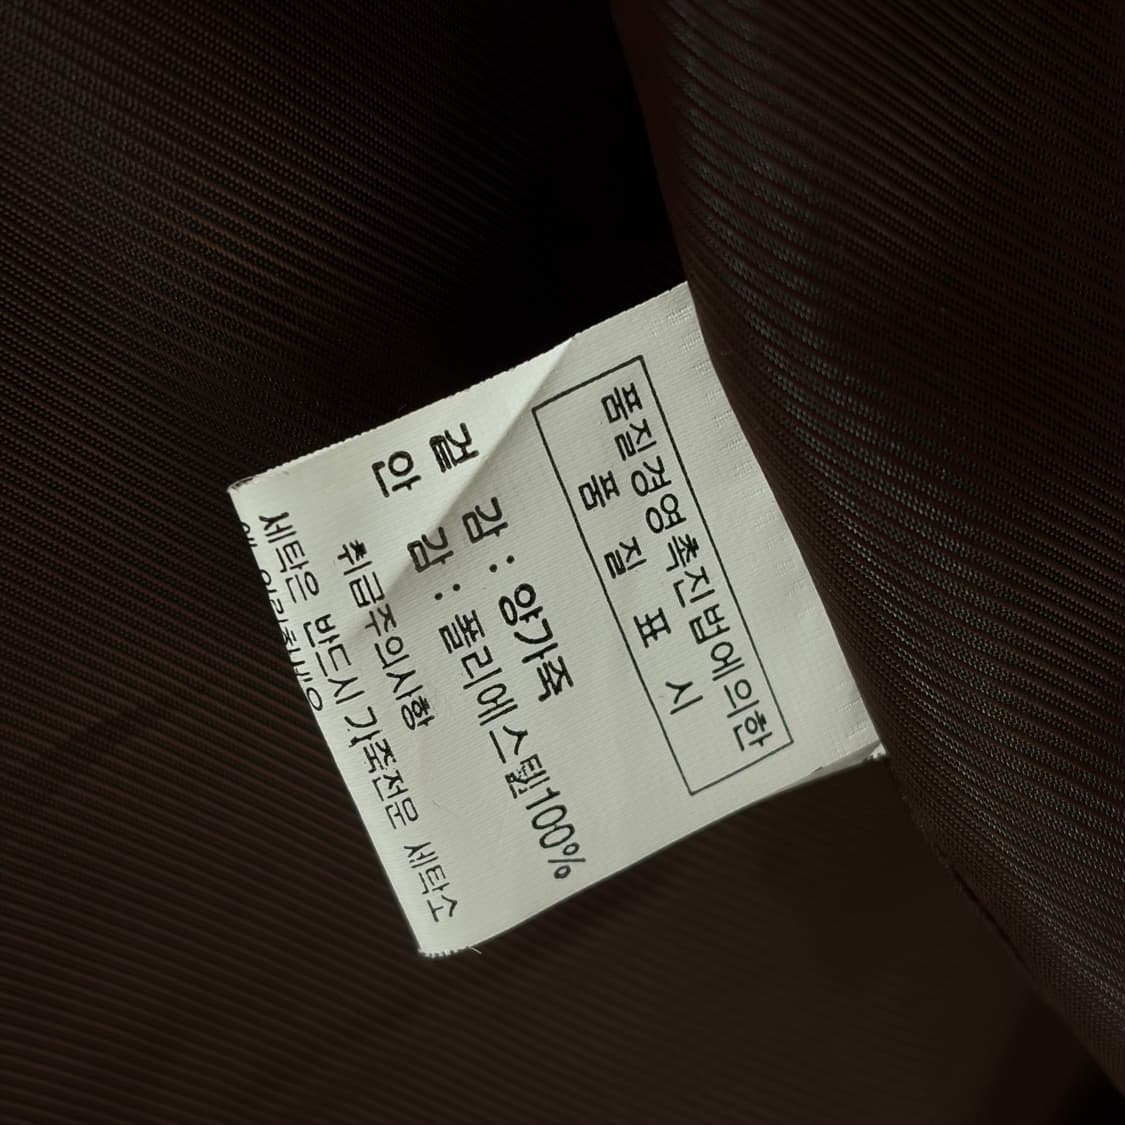 품질경영촉진법에의한
품 질 표 시
겉 감 : 양가죽
안 감 : 폴리에스텔100%
취급주의사항
세탁은 반드시 가죽전문 세탁소